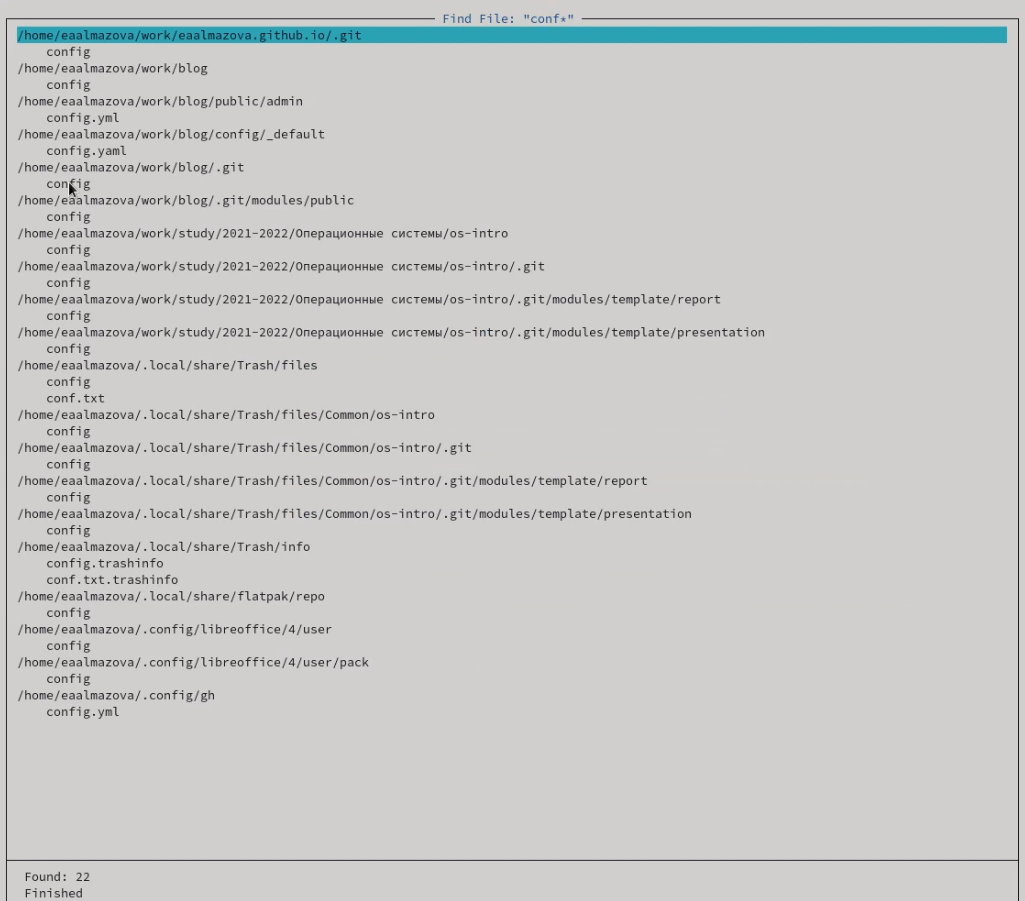 Find File: "conf*"
/home/eaalmazova/work/eaalmazova.github.io/.git
config
/home/eaalmazova/work/blog
config
/home/eaalmazova/work/blog/public/admin
config.yml
/home/eaalmazova/work/blog/config/_default
config.yaml
/home/eaalmazova/work/blog/.git
config
/home/eaalmazova/work/blog/.git/modules/public
config
/home/eaalmazova/work/study/2021-2022/Операционные системы/os-intro
config
/home/eaalmazova/work/study/2021-2022/Операционные системы/os-intro/.git
config
/home/eaalmazova/work/study/2021-2022/Операционные системы/os-intro/.git/modules/template/report
config
/home/eaalmazova/work/study/2021-2022/Операционные системы/os-intro/.git/modules/template/presentation
config
/home/eaalmazova/.local/share/Trash/files
config
conf.txt
/home/eaalmazova/.local/share/Trash/files/Common/os-intro
config
/home/eaalmazova/.local/share/Trash/files/Common/os-intro/.git
config
/home/eaalmazova/.local/share/Trash/files/Common/os-intro/.git/modules/template/report
config
/home/eaalmazova/.local/share/Trash/files/Common/os-intro/.git/modules/template/presentation
config
/home/eaalmazova/.local/share/Trash/info
config.trashinfo
conf.txt.trashinfo
/home/eaalmazova/.local/share/flatpak/repo
config
/home/eaalmazova/.config/libreoffice/4/user
config
/home/eaalmazova/.config/libreoffice/4/user/pack
config
/home/eaalmazova/.config/gh
config.yml
Found: 22
Finished